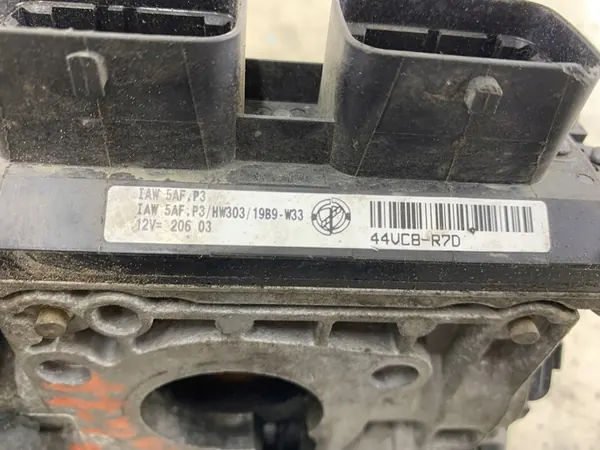 IAW 5AF.P3
IAW 5AF.P3/HW303/19B9-W33
12V= 206 03
44VC8-R7D